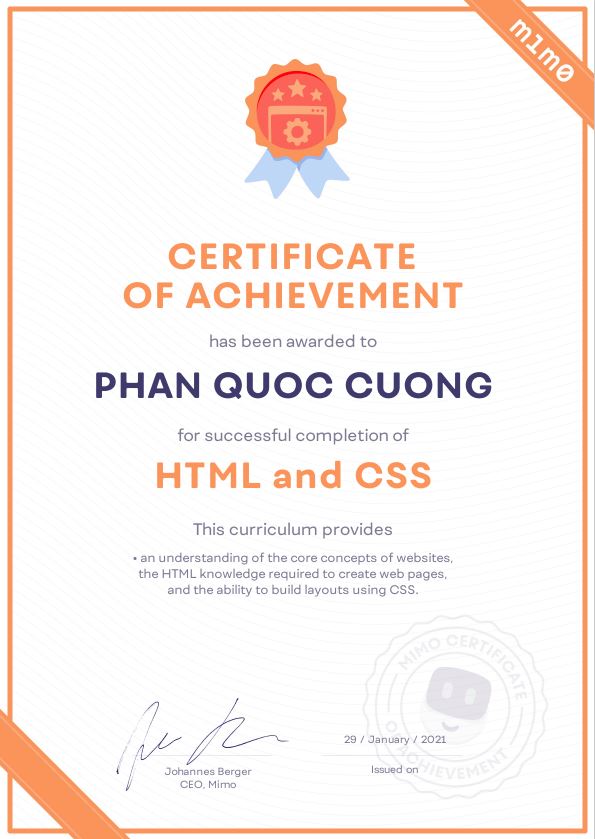 mimo
CERTIFICATE
OF ACHIEVEMENT
has been awarded to
PHAN QUOC CUONG
for successful completion of
HTML and CSS
This curriculum provides
• an understanding of the core concepts of websites,
the HTML knowledge required to create web pages,
and the ability to build layouts using CSS.
MIMO CERTIFICATE
OF ACHIEVEMENT
29 / January / 2021
Issued on
Johannes Berger
CEO, Mimo